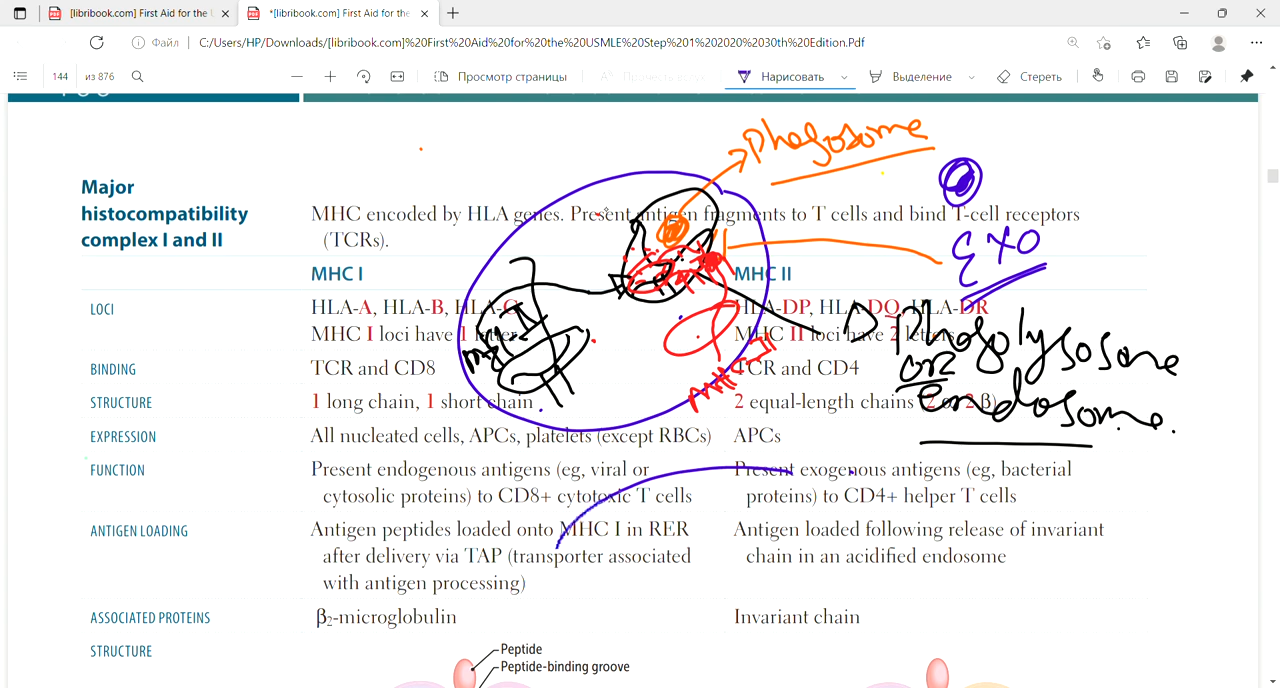 [libribook.com] First Aid for the U
*[libribook.com] First Aid for the
Файл
C:/Users/HP/Downloads/[libribook.com]%20First%20Aid%20for%20the%20USMLE%20Step%201%202020%2030th%20Edition.Pdf
144 из 876
Просмотр страницы
Прочесть вслух
Нарисовать
Выделение
Стереть
Phagosome
Major
histocompatibility
complex I and II
MHC encoded by HLA genes. Present antigen fragments to T cells and bind T-cell receptors
(TCRs).
EXO
MHC I
MHC II
LOCI
HLA-A, HLA-B, HLA-C
MHC I loci have 1 letter
HLA-DP, HLA-DQ, HLA-DR
MHC II loci have 2 letters
Phagolysosome
OR
Endosome.
MHC II
MHC II
BINDING
TCR and CD8
TCR and CD4
STRUCTURE
1 long chain, 1 short chain
2 equal-length chains (2 α, 2 β)
EXPRESSION
All nucleated cells, APCs, platelets (except RBCs)
APCs
FUNCTION
Present endogenous antigens (eg, viral or
cytosolic proteins) to CD8+ cytotoxic T cells
Present exogenous antigens (eg, bacterial
proteins) to CD4+ helper T cells
ANTIGEN LOADING
Antigen peptides loaded onto MHC I in RER
after delivery via TAP (transporter associated
with antigen processing)
Antigen loaded following release of invariant
chain in an acidified endosome
ASSOCIATED PROTEINS
β2-microglobulin
Invariant chain
STRUCTURE
Peptide
Peptide-binding groove